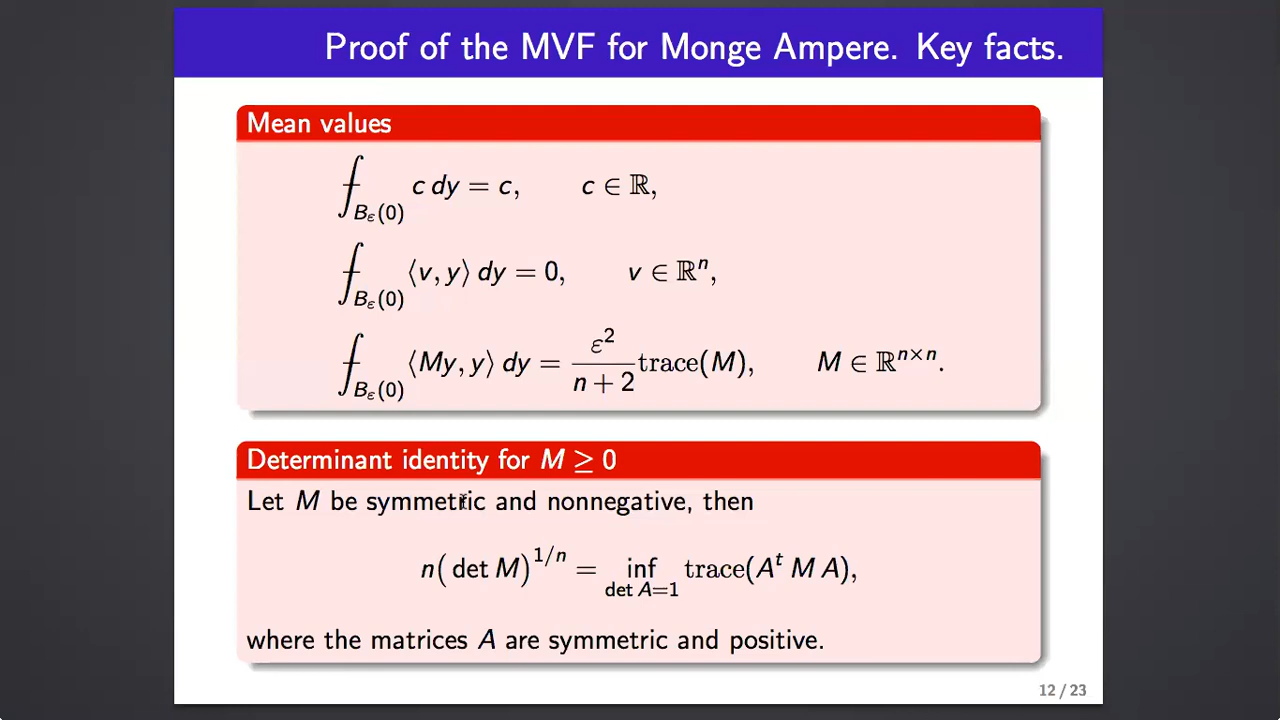 Proof of the MVF for Monge Ampere. Key facts.
Mean values
⨍_{B_ε(0)} c dy = c, c ∈ ℝ,
⨍_{B_ε(0)} ⟨v, y⟩ dy = 0, v ∈ ℝⁿ,
⨍_{B_ε(0)} ⟨My, y⟩ dy = \frac{ε²}{n + 2} trace(M), M ∈ ℝ^{n×n}.
Determinant identity for M ≥ 0
Let M be symmetric and nonnegative, then
n(det M)^{1/n} = inf_{det A=1} trace(A^t M A),
where the matrices A are symmetric and positive.
12 / 23